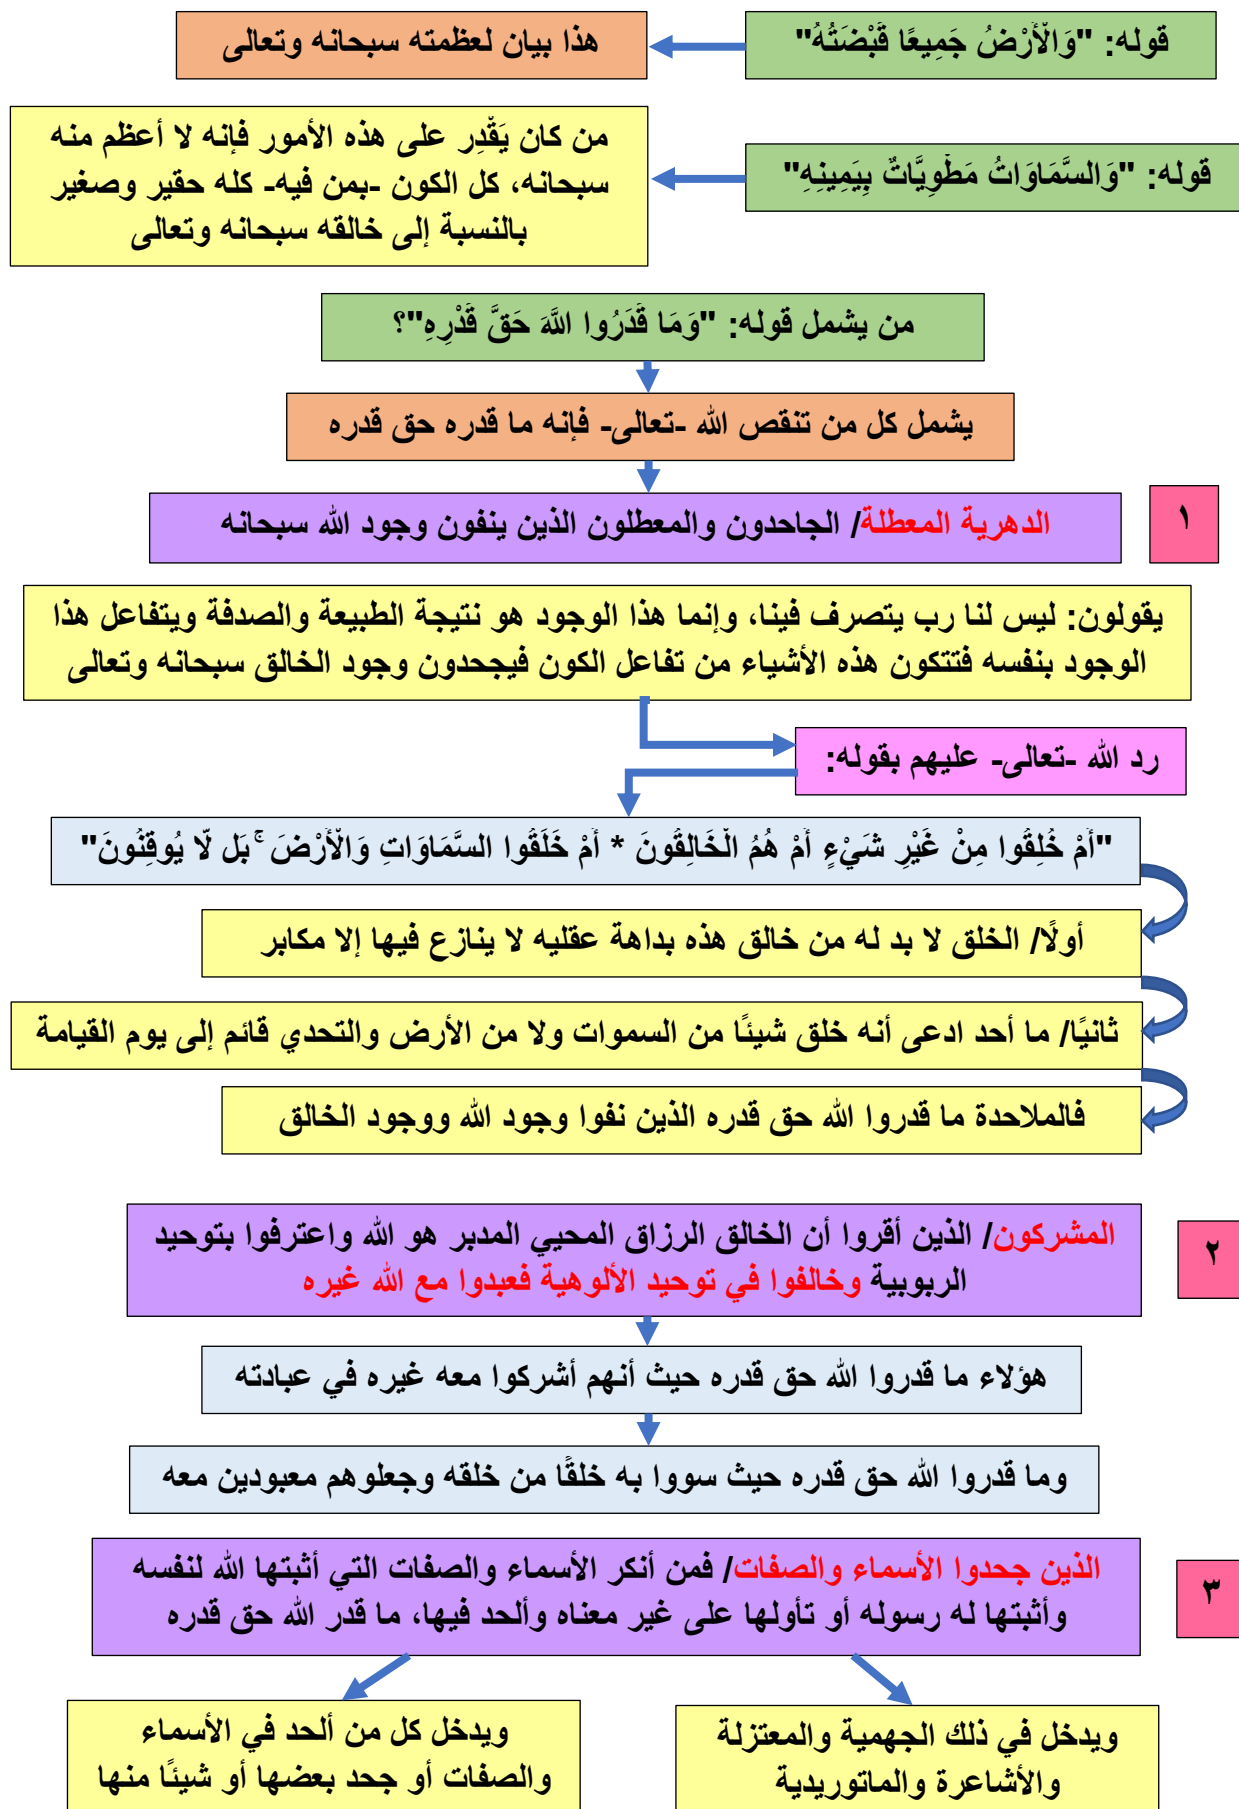 قوله: "وَالْأَرْضُ جَمِيعًا قَبْضَتُهُ"
هذا بيان لعظمته سبحانه وتعالى
قوله: "وَالسَّمَاوَاتُ مَطْوِيَّاتٌ بِيَمِينِهِ"
من كان يَقْدِر على هذه الأمور فإنه لا أعظم منه
سبحانه، كل الكون -بمن فيه- كله حقير وصغير
بالنسبة إلى خالقه سبحانه وتعالى
من يشمل قوله: "وَمَا قَدَرُوا اللَّهَ حَقَّ قَدْرِهِ"؟
يشمل كل من تنقص الله -تعالى- فإنه ما قدره حق قدره
١
الدهرية المعطلة/ الجاحدون والمعطلون الذين ينفون وجود الله سبحانه
يقولون: ليس لنا رب يتصرف فينا، وإنما هذا الوجود هو نتيجة الطبيعة والصدفة ويتفاعل هذا
الوجود بنفسه فتتكون هذه الأشياء من تفاعل الكون فيجحدون وجود الخالق سبحانه وتعالى
رد الله -تعالى- عليهم بقوله:
"أَمْ خُلِقُوا مِنْ غَيْرِ شَيْءٍ أَمْ هُمُ الْخَالِقُونَ * أَمْ خَلَقُوا السَّمَاوَاتِ وَالْأَرْضَ ۚ بَل لَّا يُوقِنُونَ"
أولًا/ الخلق لا بد له من خالق هذه بداهة عقليه لا ينازع فيها إلا مكابر
ثانيًا/ ما أحد ادعى أنه خلق شيئًا من السموات ولا من الأرض والتحدي قائم إلى يوم القيامة
فالملاحدة ما قدروا الله حق قدره الذين نفوا وجود الله ووجود الخالق
٢
المشركون/ الذين أقروا أن الخالق الرزاق المحيي المدبر هو الله واعترفوا بتوحيد
الربوبية وخالفوا في توحيد الألوهية فعبدوا مع الله غيره
هؤلاء ما قدروا الله حق قدره حيث أنهم أشركوا معه غيره في عبادته
وما قدروا الله حق قدره حيث سووا به خلقًا من خلقه وجعلوهم معبودين معه
٣
الذين جحدوا الأسماء والصفات/ فمن أنكر الأسماء والصفات التي أثبتها الله لنفسه
وأثبتها له رسوله أو تأولها على غير معناه وألحد فيها، ما قدر الله حق قدره
ويدخل في ذلك الجهمية والمعتزلة
والأشاعرة والماتوريدية
ويدخل كل من ألحد في الأسماء
والصفات أو جحد بعضها أو شيئًا منها